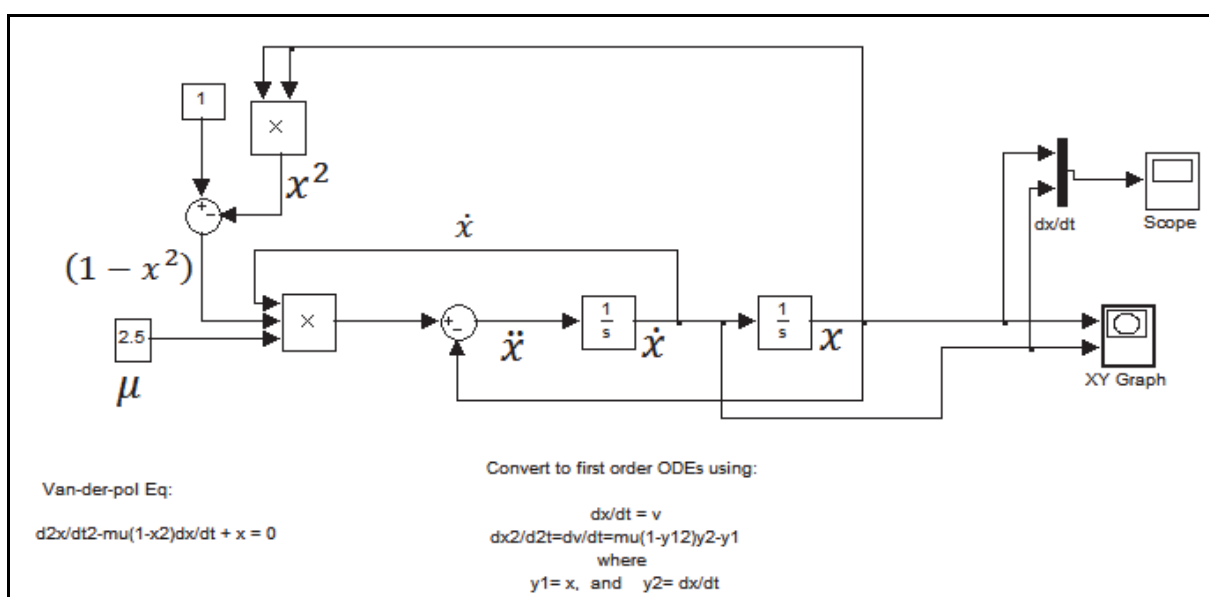 1
×
x²
+
−
ẋ
dx/dt
Scope
(1 − x²)
2.5
μ
×
+
−
ẍ
1
s
ẋ
1
s
x
XY Graph
Convert to first order ODEs using:
Van-der-pol Eq:
dx/dt = v
d2x/dt2-mu(1-x2)dx/dt + x = 0
dx2/d2t=dv/dt=mu(1-y12)y2-y1
where
y1= x, and y2= dx/dt